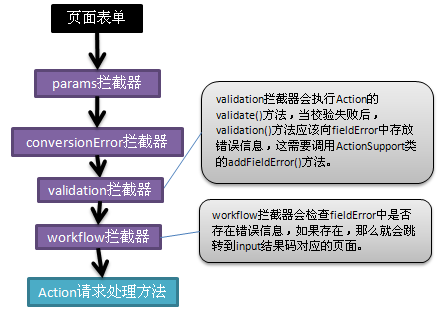 页面表单
params拦截器
conversionError拦截器
validation拦截器
workflow拦截器
Action请求处理方法
validation拦截器会执行Action的
validate()方法，当校验失败后，
validation()方法应该向fieldError中存放
错误信息，这需要调用ActionSupport类
的addFieldError()方法。
workflow拦截器会检查fieldError中是否
存在错误信息，如果存在，那么就会跳
转到input结果码对应的页面。